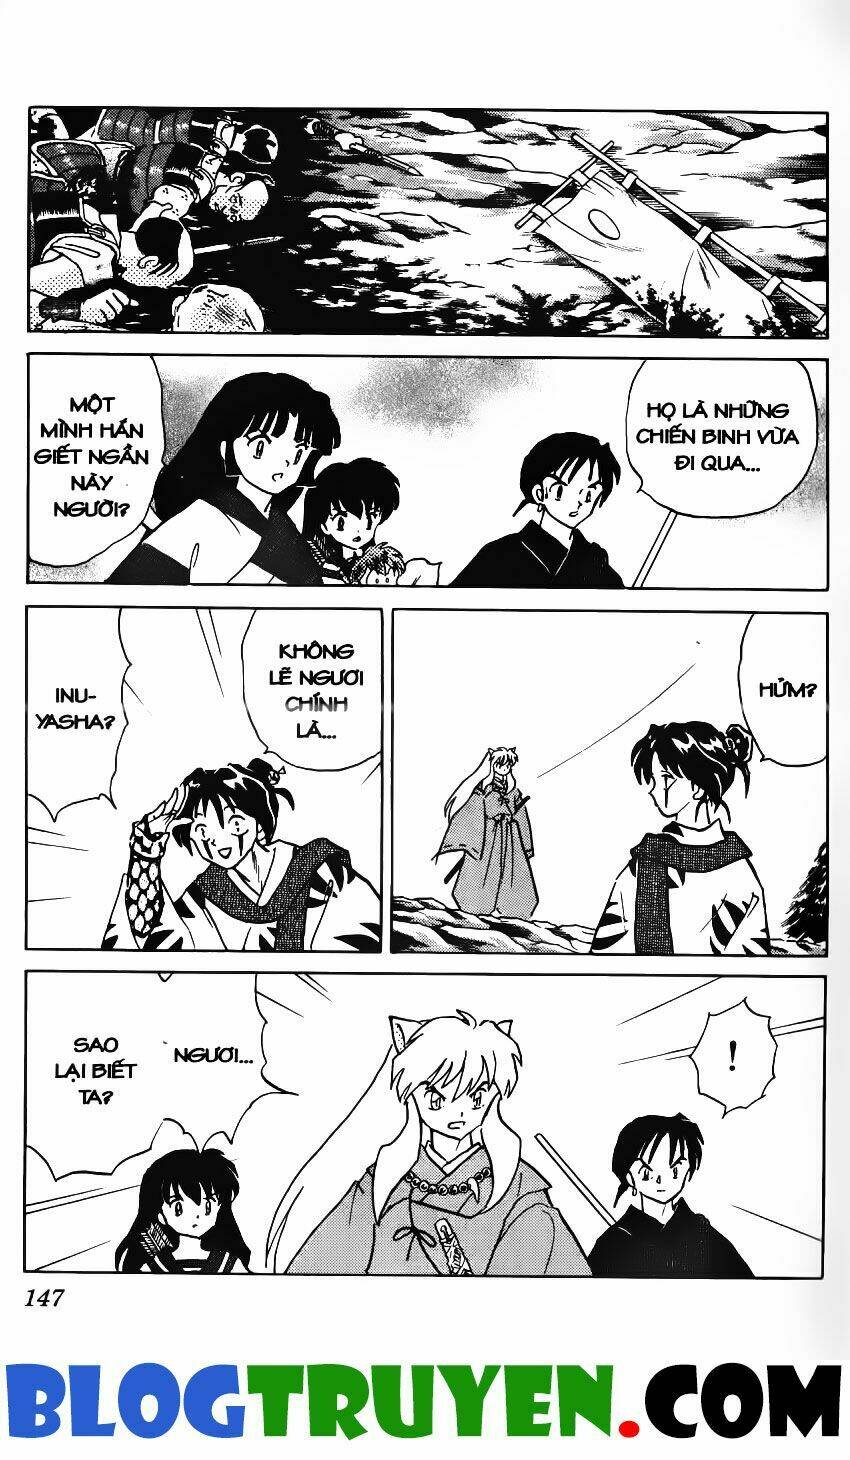 HỌ LÀ NHỮNG
CHIẾN BINH VỪA
ĐI QUA...
MỘT
MÌNH HẮN
GIẾT NGẦN
NÀY
NGƯỜI?
HỬM?
KHÔNG
LẼ NGƯƠI
CHÍNH
LÀ...
INU-
YASHA?
!
NGƯƠI...
SAO
LẠI BIẾT
TA?
147
BLOGTRUYEN.COM